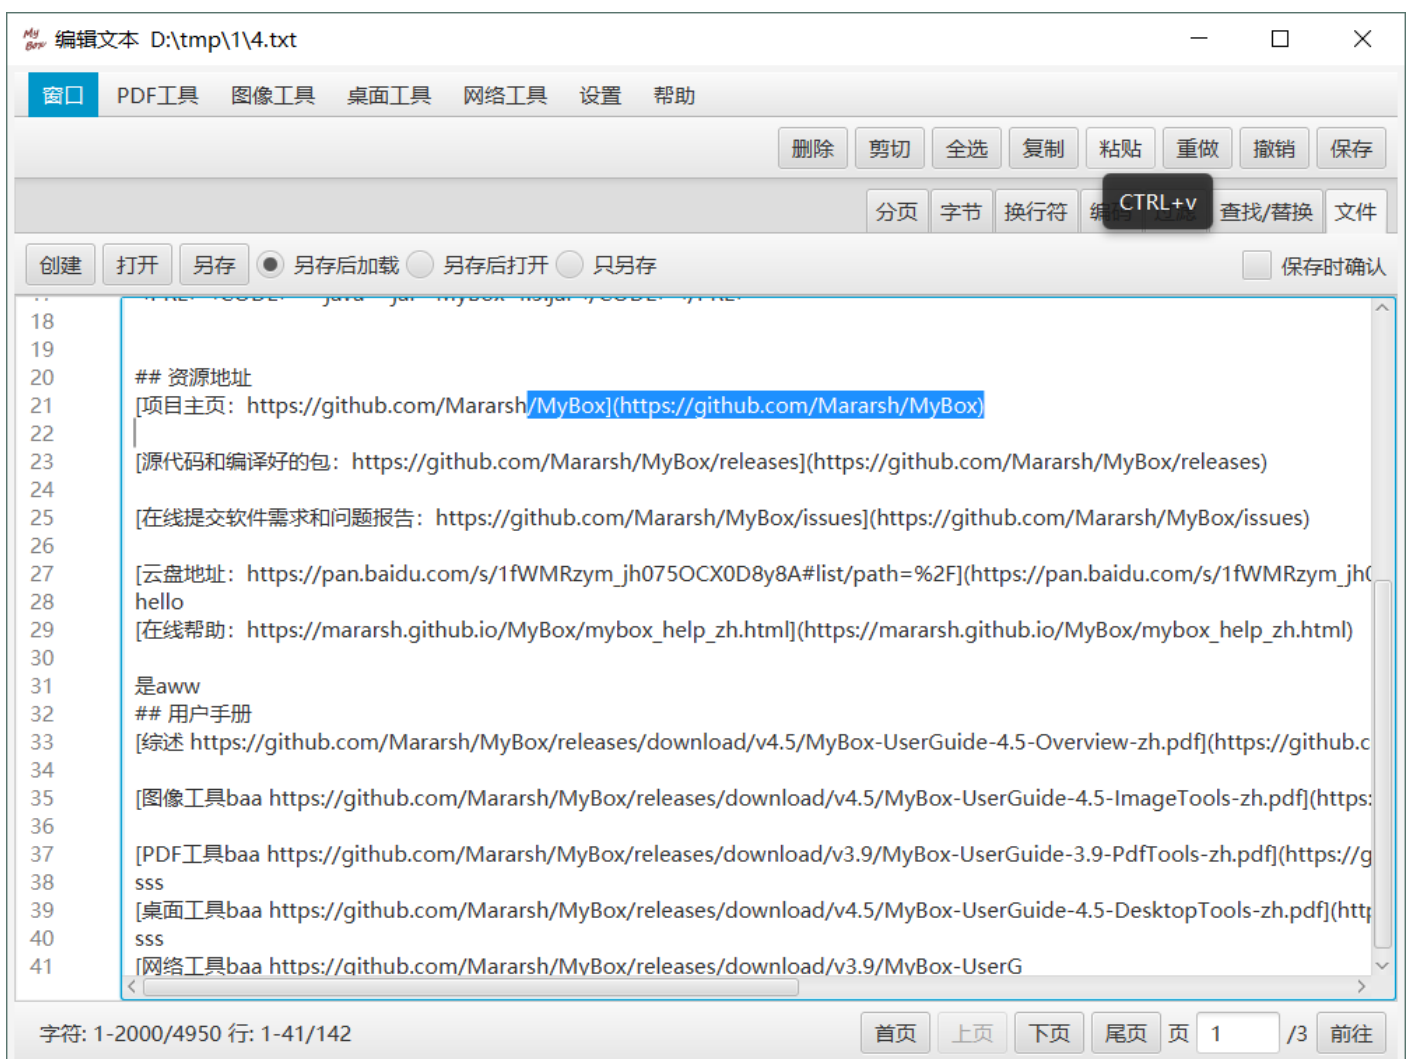 My Box 编辑文本 D:\tmp\1\4.txt
窗口 PDF工具 图像工具 桌面工具 网络工具 设置 帮助
删除 剪切 全选 复制 粘贴 重做 撤销 保存
分页 字节 换行符 编码 过滤 查找/替换 文件
CTRL+v
创建 打开 另存 另存后加载 另存后打开 只另存 保存时确认
18
19
20 ## 资源地址
21 [项目主页：https://github.com/Mararsh/MyBox](https://github.com/Mararsh/MyBox)
22
23 [源代码和编译好的包：https://github.com/Mararsh/MyBox/releases](https://github.com/Mararsh/MyBox/releases)
24
25 [在线提交软件需求和问题报告：https://github.com/Mararsh/MyBox/issues](https://github.com/Mararsh/MyBox/issues)
26
27 [云盘地址：https://pan.baidu.com/s/1fWMRzym_jh075OCX0D8y8A#list/path=%2F](https://pan.baidu.com/s/1fWMRzym_jh0
28 hello
29 [在线帮助：https://mararsh.github.io/MyBox/mybox_help_zh.html](https://mararsh.github.io/MyBox/mybox_help_zh.html)
30
31 是aww
32 ## 用户手册
33 [综述 https://github.com/Mararsh/MyBox/releases/download/v4.5/MyBox-UserGuide-4.5-Overview-zh.pdf](https://github.c
34
35 [图像工具baa https://github.com/Mararsh/MyBox/releases/download/v4.5/MyBox-UserGuide-4.5-ImageTools-zh.pdf](https:
36
37 [PDF工具baa https://github.com/Mararsh/MyBox/releases/download/v3.9/MyBox-UserGuide-3.9-PdfTools-zh.pdf](https://g
38 sss
39 [桌面工具baa https://github.com/Mararsh/MyBox/releases/download/v4.5/MyBox-UserGuide-4.5-DesktopTools-zh.pdf](http
40 sss
41 [网络工具baa https://github.com/Mararsh/MyBox/releases/download/v3.9/MyBox-UserG
字符: 1-2000/4950 行: 1-41/142 首页 上页 下页 尾页 页 1 /3 前往